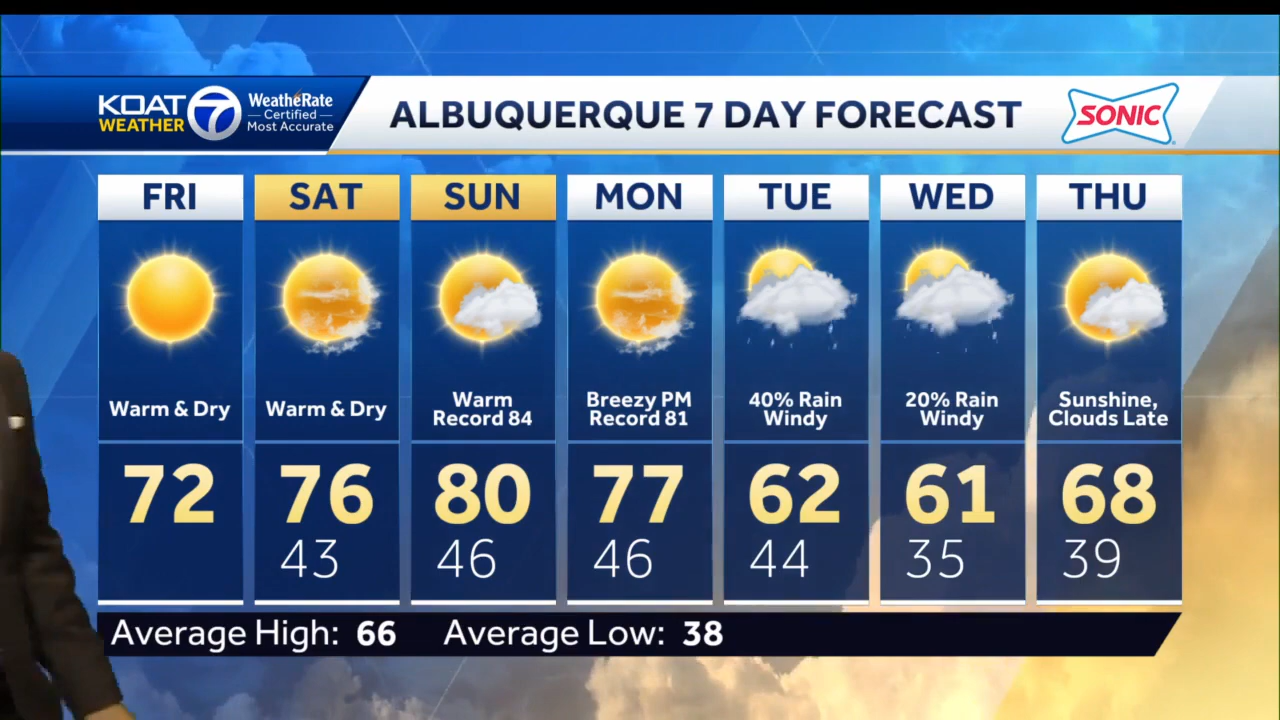 KOAT
WEATHER
7
WeatheRate
Certified
Most Accurate
ALBUQUERQUE 7 DAY FORECAST
SONIC
FRI
SAT
SUN
MON
TUE
WED
THU
Warm & Dry
Warm & Dry
Warm
Record 84
Breezy PM
Record 81
40% Rain
Windy
20% Rain
Windy
Sunshine,
Clouds Late
72
76
43
80
46
77
46
62
44
61
35
68
39
Average High: 66
Average Low: 38